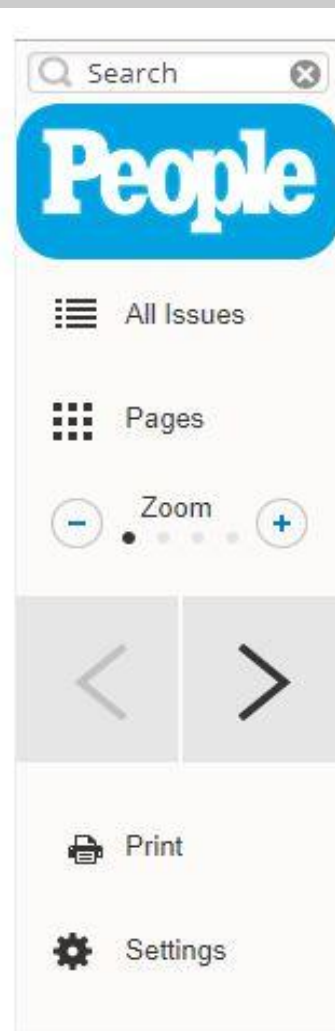 Search
People
All Issues
Pages
Zoom
Print
Settings